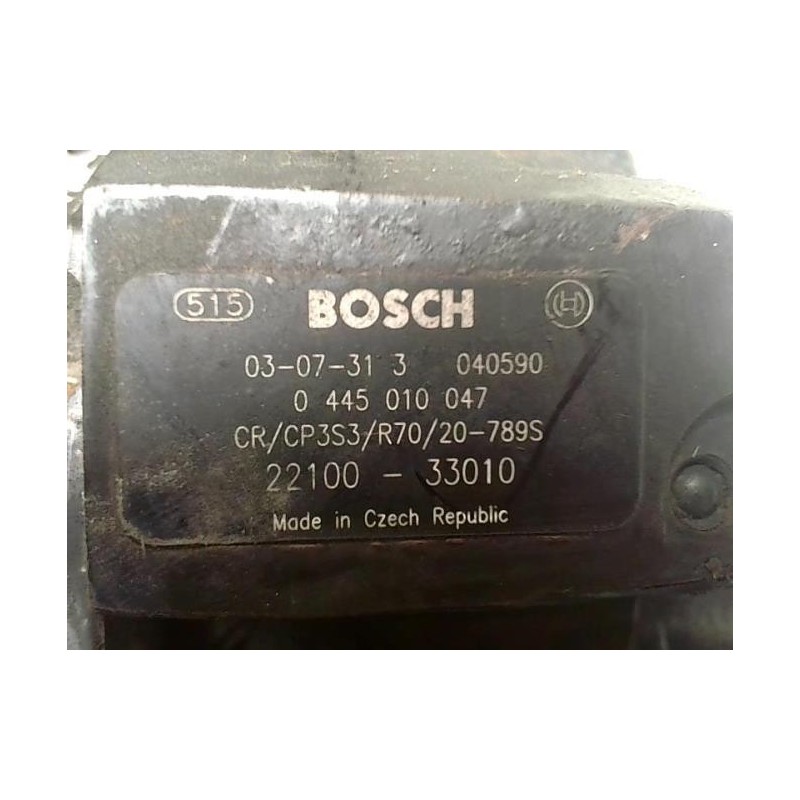 515 BOSCH
03-07-31 3 040590
0 445 010 047
CR/CP3S3/R70/20-789S
22100 - 33010
Made in Czech Republic